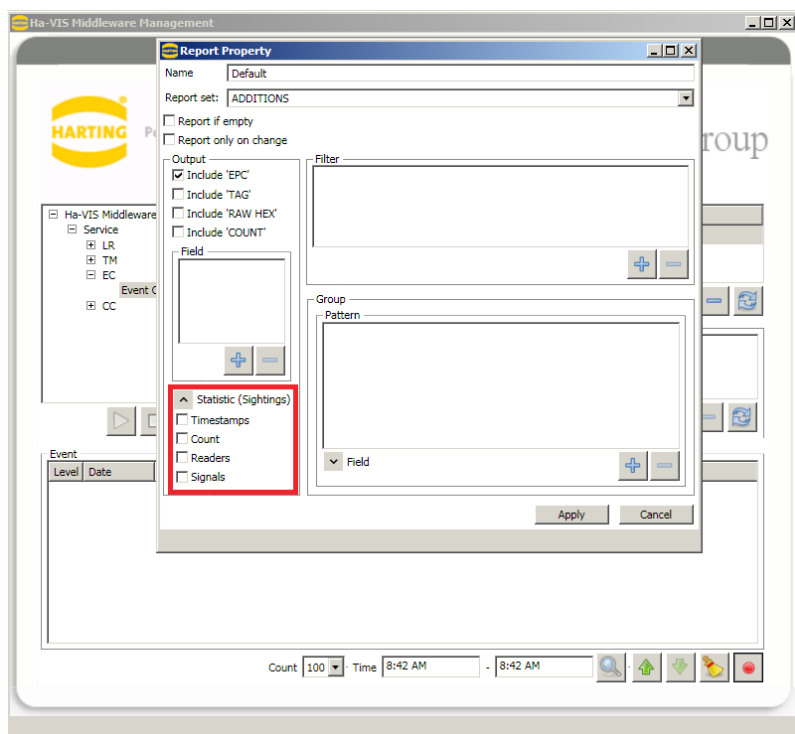 Ha-VIS Middleware Management
Report Property
Name Default
Report set: ADDITIONS
Report if empty
Report only on change
Output
Include 'EPC'
Include 'TAG'
Include 'RAW HEX'
Include 'COUNT'
Field
Filter
Group
Pattern
Field
Statistic (Sightings)
Timestamps
Count
Readers
Signals
Apply Cancel
HARTING
roup
Ha-VIS Middleware
Service
LR
TM
EC
Event
CC
Event
Level Date
Count 100 Time 8:42 AM - 8:42 AM